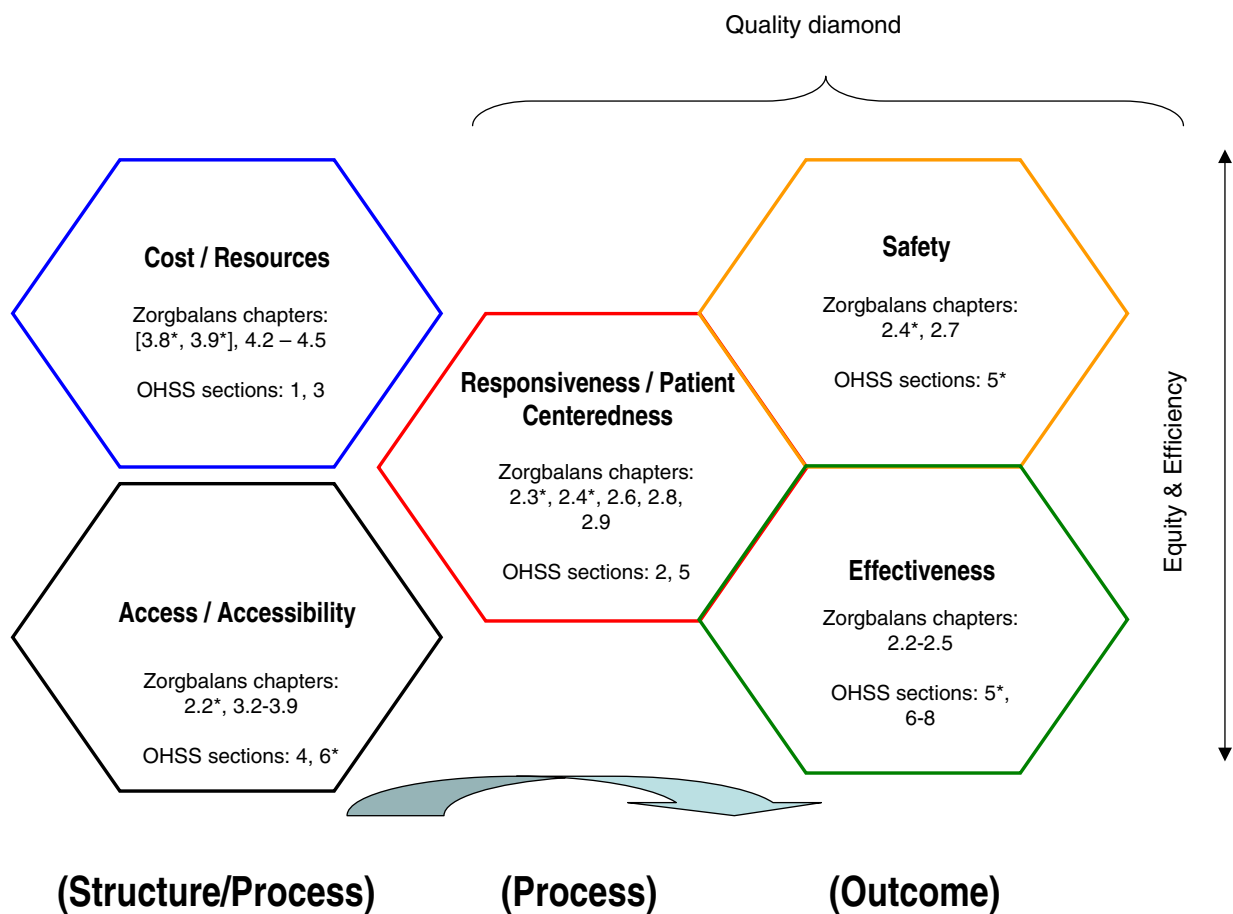 Quality diamond
Cost / Resources
Zorgbalans chapters:
[3.8*, 3.9*], 4.2 – 4.5
OHSS sections: 1, 3
Access / Accessibility
Zorgbalans chapters:
2.2*, 3.2-3.9
OHSS sections: 4, 6*
Responsiveness / Patient
Centeredness
Zorgbalans chapters:
2.3*, 2.4*, 2.6, 2.8,
2.9
OHSS sections: 2, 5
Safety
Zorgbalans chapters:
2.4*, 2.7
OHSS sections: 5*
Effectiveness
Zorgbalans chapters:
2.2-2.5
OHSS sections: 5*,
6-8
Equity & Efficiency
(Structure/Process)
(Process)
(Outcome)